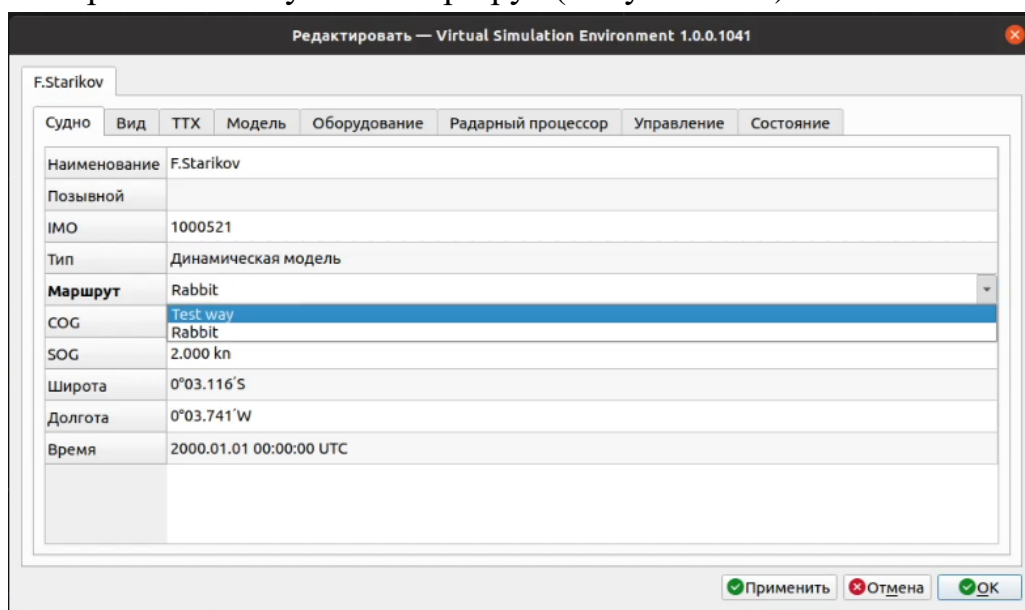 Редактировать — Virtual Simulation Environment 1.0.0.1041
F.Starikov
Судно Вид ТТХ Модель Оборудование Радарный процессор Управление Состояние
Наименование F.Starikov
Позывной
IMO 1000521
Тип Динамическая модель
Маршрут Rabbit
COG Test way
Rabbit
SOG 2.000 kn
Широта 0°03.116´S
Долгота 0°03.741´W
Время 2000.01.01 00:00:00 UTC
Применить Отмена OK